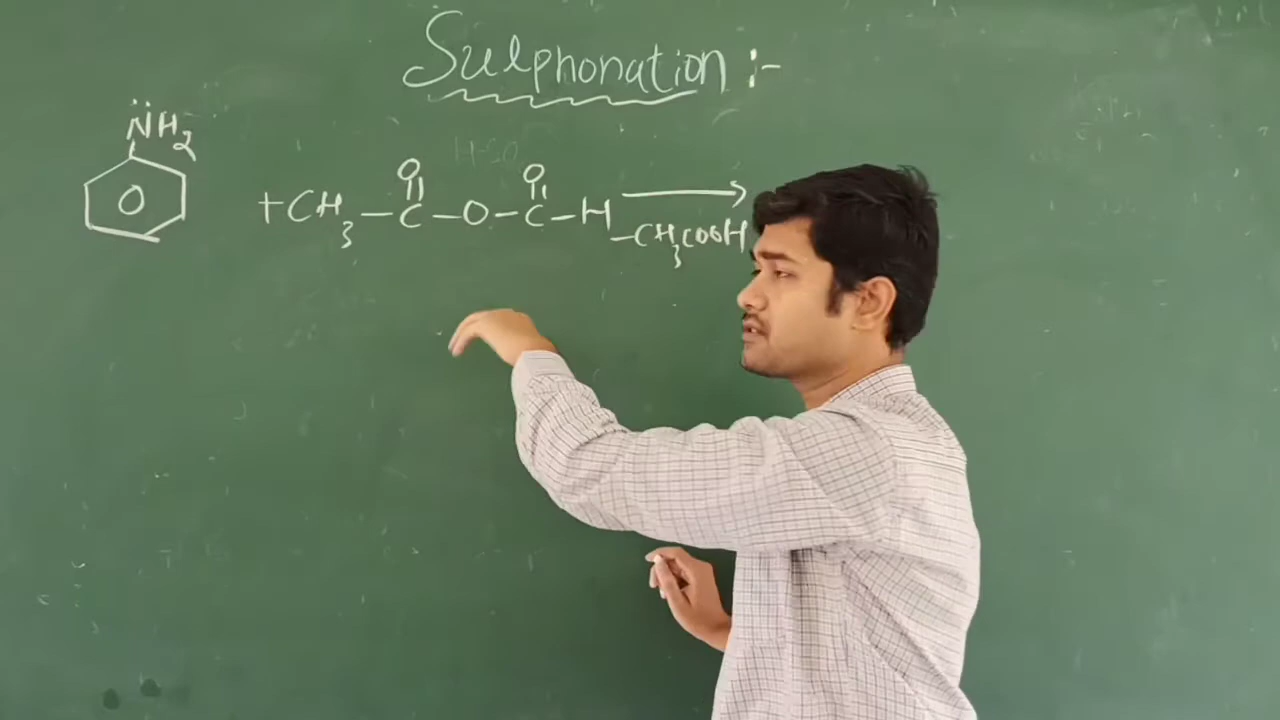 Sulphonation :-
NH2
+ CH3 — C — O — C — H
O O
— CH3COOH